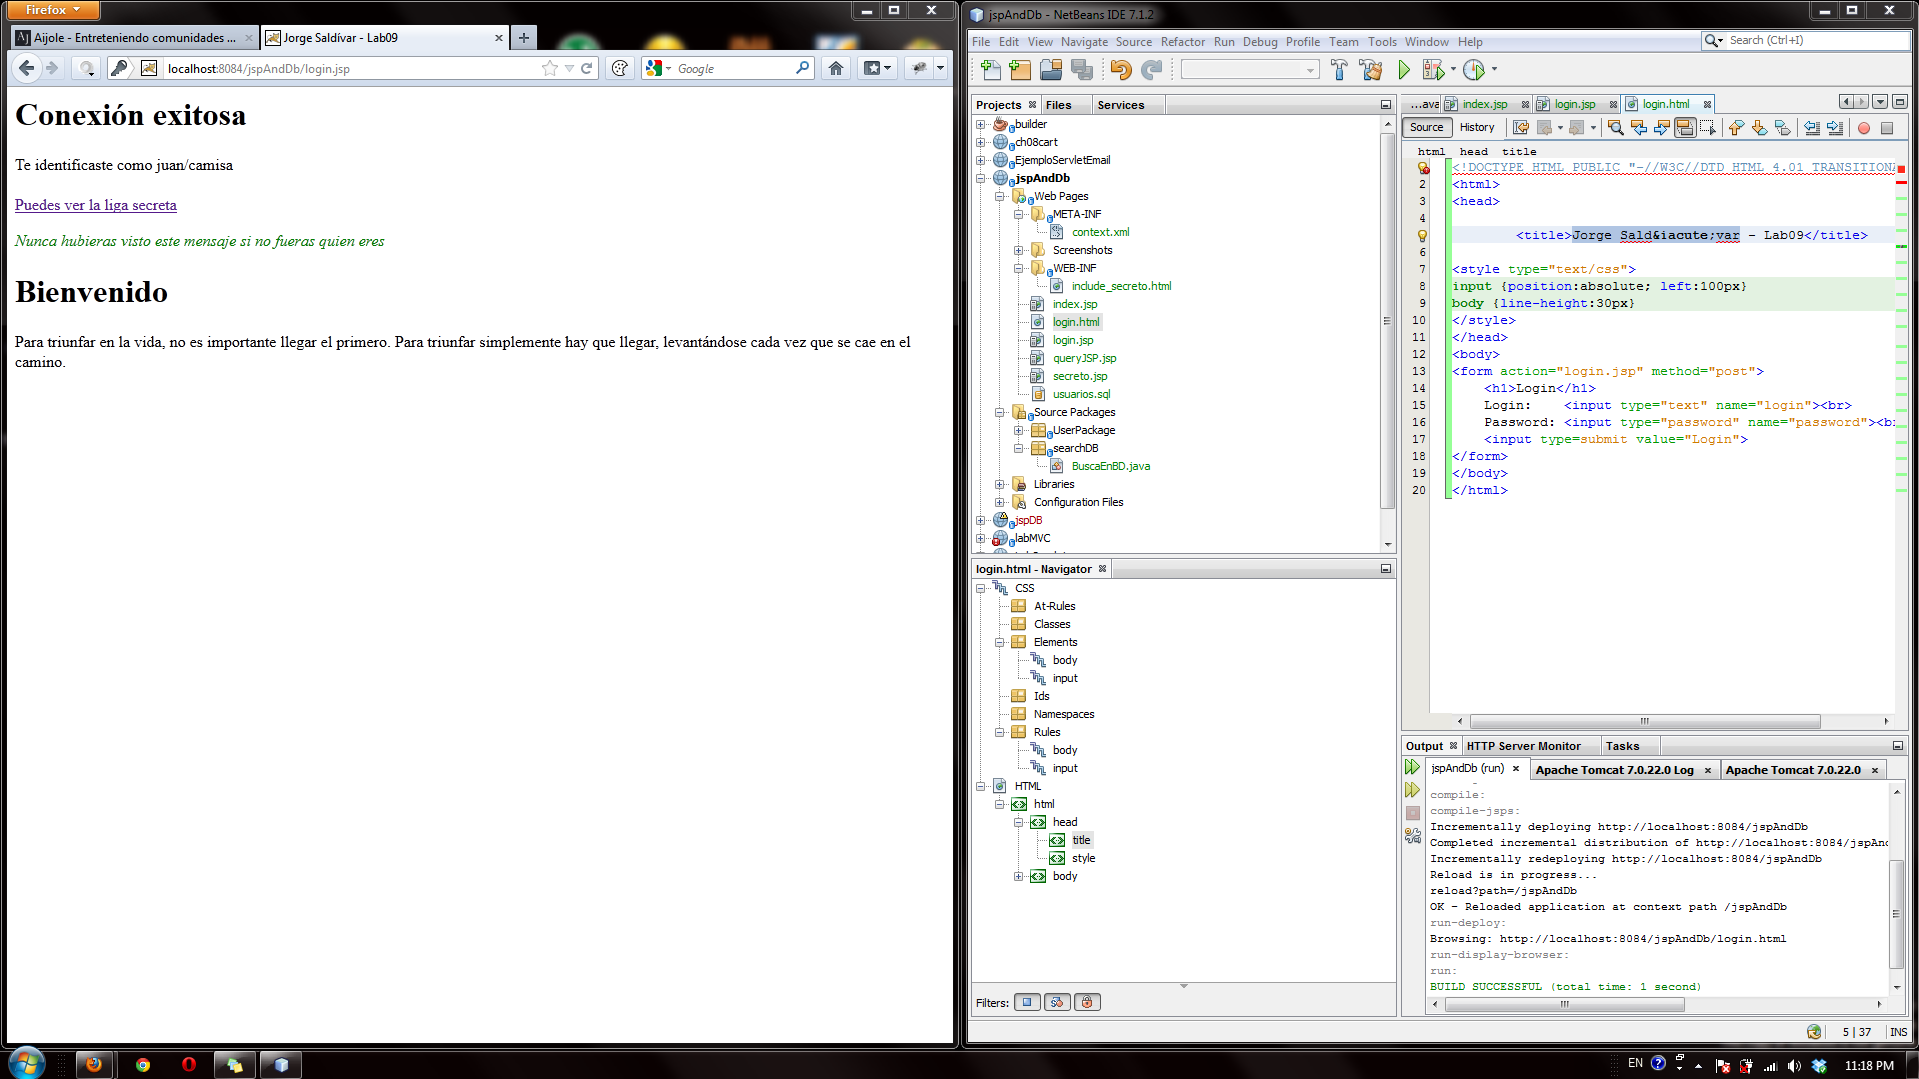 Firefox
Aijole - Entreteniendo comunidades ...
Jorge Saldívar - Lab09
localhost:8084/jspAndDb/login.jsp
Google
Conexión exitosa
Te identificaste como juan/camisa
Puedes ver la liga secreta
Nunca hubieras visto este mensaje si no fueras quien eres
Bienvenido
Para triunfar en la vida, no es importante llegar el primero. Para triunfar simplemente hay que llegar, levantándose cada vez que se cae en el
camino.
jspAndDb - NetBeans IDE 7.1.2
File Edit View Navigate Source Refactor Run Debug Profile Team Tools Window Help
Search (Ctrl+I)
Projects Files Services
builder
ch08cart
EjemploServletEmail
jspAndDb
Web Pages
META-INF
context.xml
Screenshots
WEB-INF
include_secreto.html
index.jsp
login.html
login.jsp
queryJSP.jsp
secreto.jsp
usuarios.sql
Source Packages
UserPackage
searchDB
BuscaEnBD.java
Libraries
Configuration Files
jspDB
labMVC
login.html - Navigator
CSS
At-Rules
Classes
Elements
body
input
Ids
Namespaces
Rules
body
input
HTML
html
head
title
style
body
Filters:
...ava index.jsp login.jsp login.html
Source History
html head title
<!DOCTYPE HTML PUBLIC "-//W3C//DTD HTML 4.01 TRANSITIONA
2 <html>
3 <head>
4
<title>Jorge Sald&iacute;var - Lab09</title>
6
7 <style type="text/css">
8 input {position:absolute; left:100px}
9 body {line-height:30px}
10 </style>
11 </head>
12 <body>
13 <form action="login.jsp" method="post">
14 <h1>Login</h1>
15 Login: <input type="text" name="login"><br>
16 Password: <input type="password" name="password"><br
17 <input type=submit value="Login">
18 </form>
19 </body>
20 </html>
Output HTTP Server Monitor Tasks
jspAndDb (run) Apache Tomcat 7.0.22.0 Log Apache Tomcat 7.0.22.0
compile:
compile-jsps:
Incrementally deploying http://localhost:8084/jspAndDb
Completed incremental distribution of http://localhost:8084/jspAnd
Incrementally redeploying http://localhost:8084/jspAndDb
Reload is in progress...
reload?path=/jspAndDb
OK - Reloaded application at context path /jspAndDb
run-deploy:
Browsing: http://localhost:8084/jspAndDb/login.html
run-display-browser:
run:
BUILD SUCCESSFUL (total time: 1 second)
5 | 37 INS
EN 11:18 PM